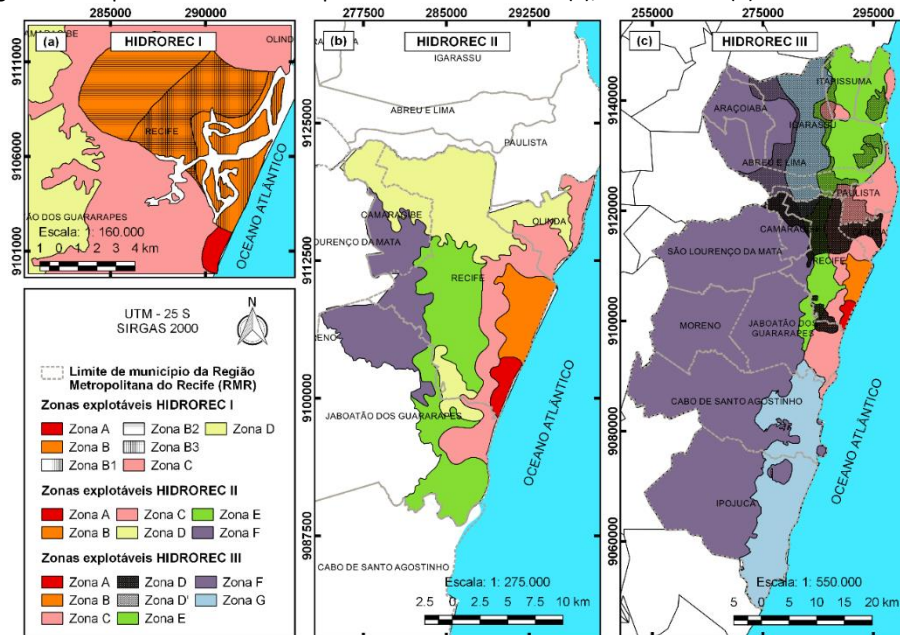 285000 290000
(a) HIDROREC I
AMARAGIBE
OLIND
9111000
9106000
9101000
RECIFE
ÃO DOS GUARARAPES
OCEANO ATLÂNTICO
Escala: 1: 160.000
1 0 1 2 3 4 km
277500 285000 292500
(b) HIDROREC II
IGARASSU
ABREU E LIMA
PAULISTA
9125000
CAMARAGIBE
OLINDA
OURENÇO DA MATA
9112500
RECIFE
RENO
9100000
JABOATÃO DOS GUARARAPES
OCEANO ATLÂNTICO
9087500
CABO DE SANTO AGOSTINHO
Escala: 1: 275.000
2.5 0 2.5 5 10 km
255000 275000 295000
(c) HIDROREC III
ITAPISSUMA
9140000
ARAÇOIABA
IGARASSU
ABREU E LIMA
PAULISTA
9120000
CAMARAGIBE
SÃO LOURENÇO DA MATA
RECIFE
9100000
MORENO
JABOATÃO DOS
GUARARAPES
CABO DE SANTO AGOSTINHO
9080000
IPOJUCA
OCEANO ATLÂNTICO
9060000
Escala: 1: 550.000
5 0 5 10 20 km
UTM - 25 S
SIRGAS 2000
N
Limite de município da Região
Metropolitana do Recife (RMR)
Zonas explotáveis HIDROREC I
Zona A Zona B2 Zona D
Zona B Zona B3
Zona B1 Zona C
Zonas explotáveis HIDROREC II
Zona A Zona C Zona E
Zona B Zona D Zona F
Zonas explotáveis HIDROREC III
Zona A Zona D Zona F
Zona B Zona D' Zona G
Zona C Zona E